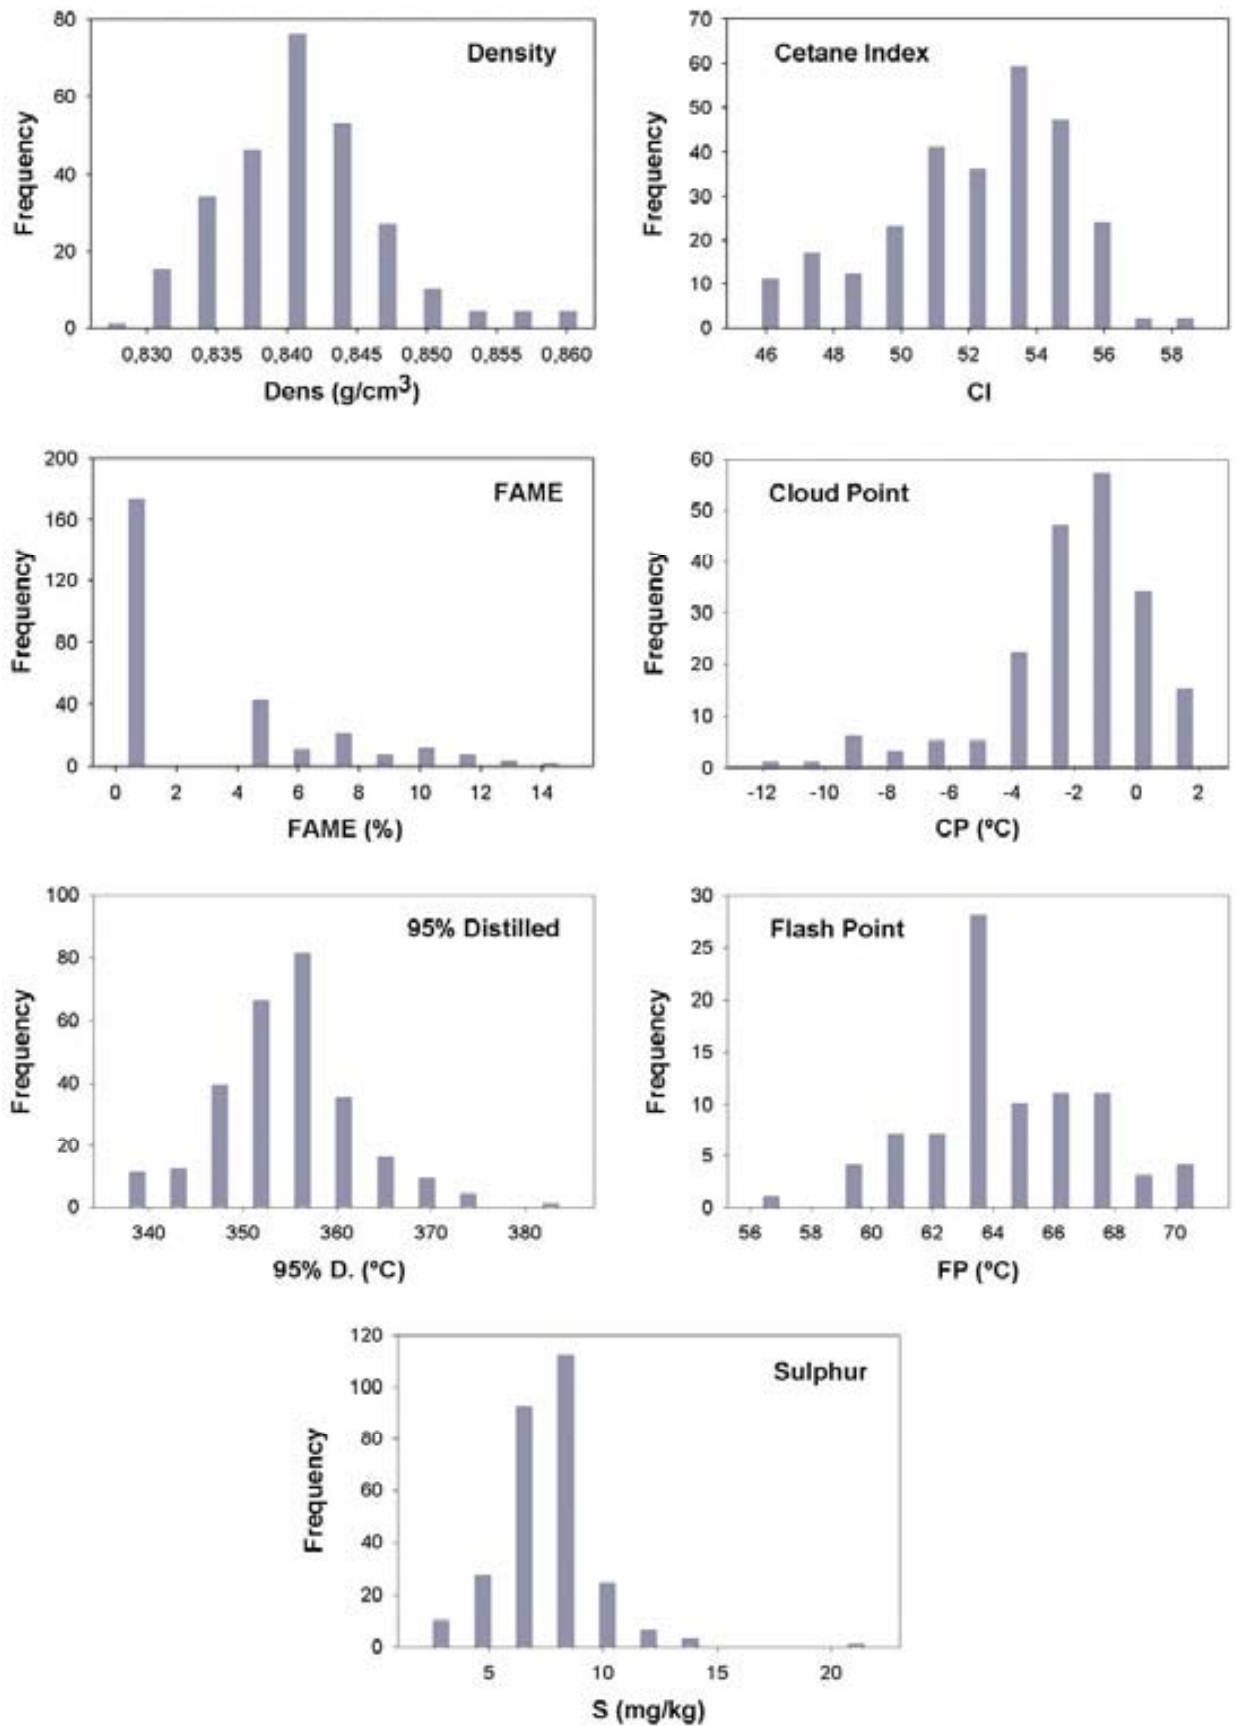 Density
Frequency
80
60
40
20
0
0,830 0,835 0,840 0,845 0,850 0,855 0,860
Dens (g/cm³)
Cetane Index
Frequency
70
60
50
40
30
20
10
0
46 48 50 52 54 56 58
CI
FAME
Frequency
200
160
120
80
40
0
0 2 4 6 8 10 12 14
FAME (%)
Cloud Point
Frequency
60
50
40
30
20
10
0
-12 -10 -8 -6 -4 -2 0 2
CP (ºC)
95% Distilled
Frequency
100
80
60
40
20
0
340 350 360 370 380
95% D. (ºC)
Flash Point
Frequency
30
25
20
15
10
5
0
56 58 60 62 64 66 68 70
FP (ºC)
Sulphur
Frequency
120
100
80
60
40
20
0
5 10 15 20
S (mg/kg)